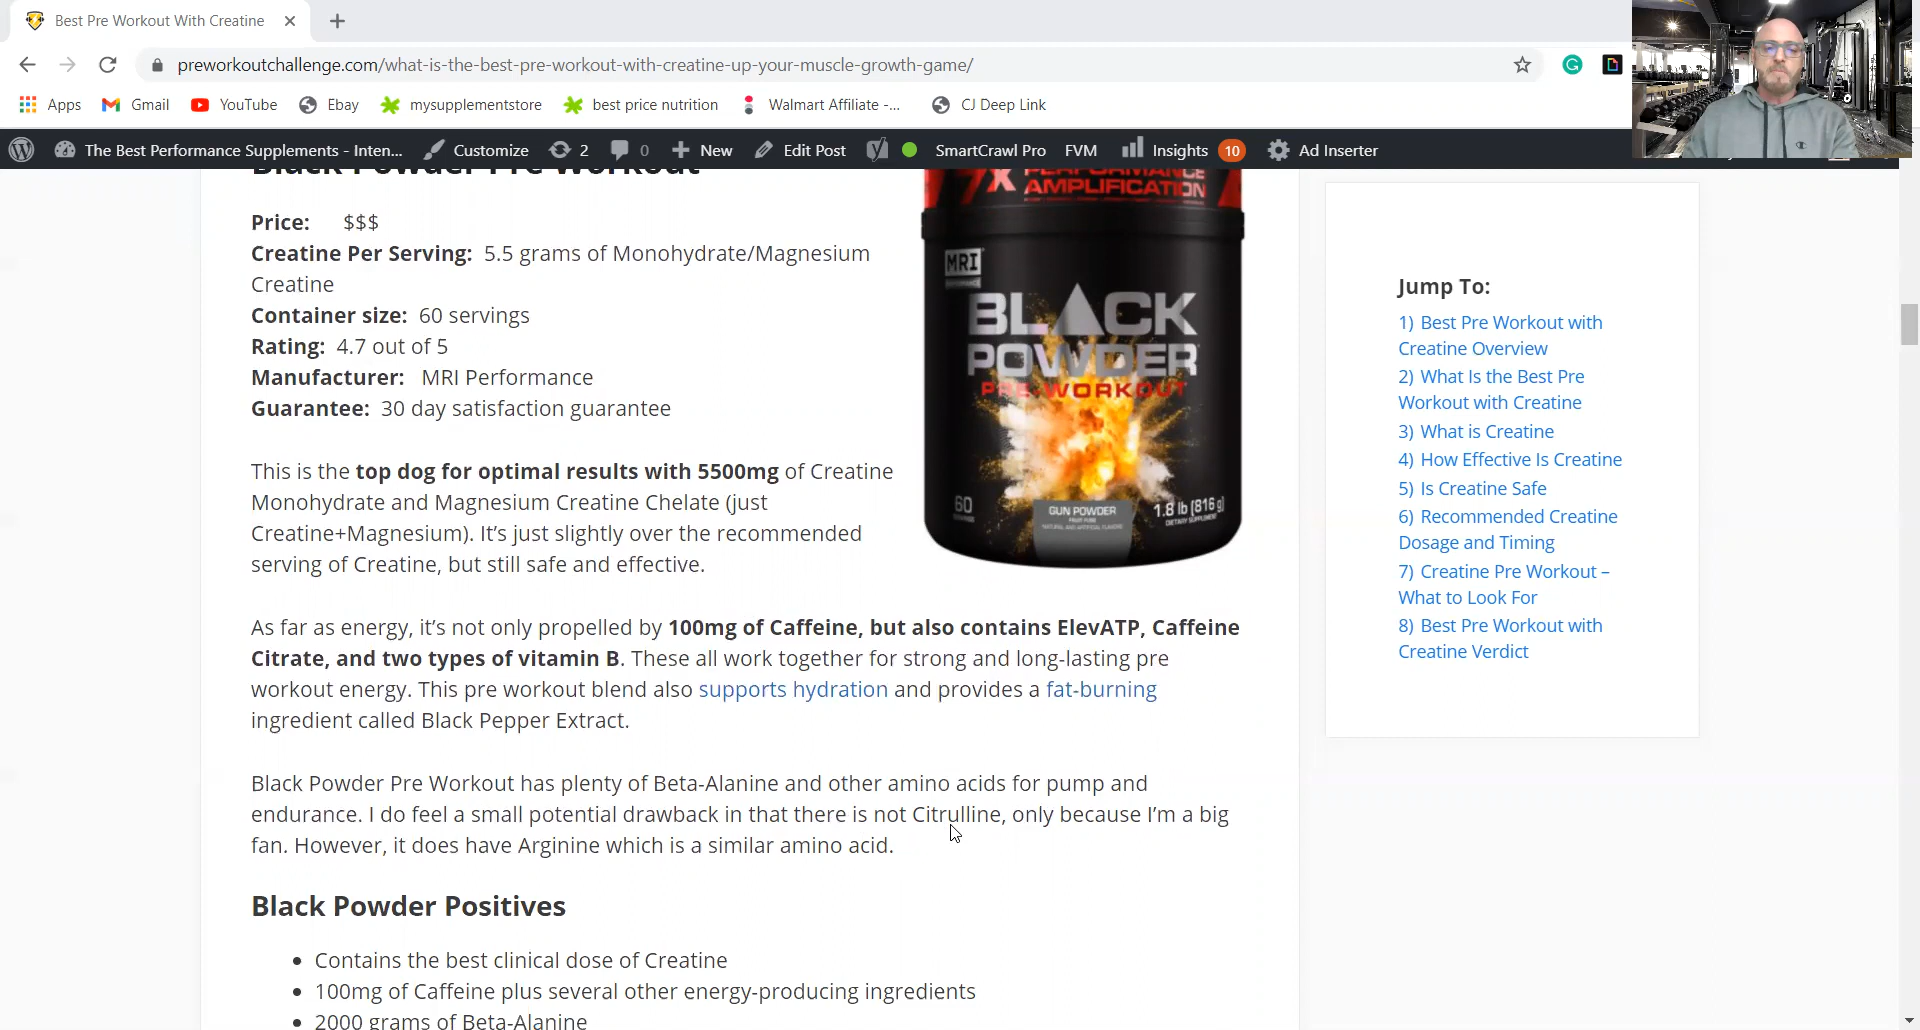 Best Pre Workout With Creatine
preworkoutchallenge.com/what-is-the-best-pre-workout-with-creatine-up-your-muscle-growth-game/
Apps Gmail YouTube Ebay mysupplementstore best price nutrition Walmart Affiliate -... CJ Deep Link
The Best Performance Supplements - Inten... Customize 2 0 New Edit Post SmartCrawl Pro FVM Insights 10 Ad Inserter
Black Powder Pre Workout
Price: $$$
Creatine Per Serving: 5.5 grams of Monohydrate/Magnesium
Creatine
Container size: 60 servings
Rating: 4.7 out of 5
Manufacturer: MRI Performance
Guarantee: 30 day satisfaction guarantee
This is the top dog for optimal results with 5500mg of Creatine
Monohydrate and Magnesium Creatine Chelate (just
Creatine+Magnesium). It’s just slightly over the recommended
serving of Creatine, but still safe and effective.
7X PERFORMANCE
AMPLIFICATION
MRI
PERFORMANCE
BLACK
POWDER
PRE-WORKOUT
60
GUN POWDER
FRUIT PUNCH
1.8 lb (816 g)
DIETARY SUPPLEMENT
As far as energy, it’s not only propelled by 100mg of Caffeine, but also contains ElevATP, Caffeine
Citrate, and two types of vitamin B. These all work together for strong and long-lasting pre
workout energy. This pre workout blend also supports hydration and provides a fat-burning
ingredient called Black Pepper Extract.
Black Powder Pre Workout has plenty of Beta-Alanine and other amino acids for pump and
endurance. I do feel a small potential drawback in that there is not Citrulline, only because I’m a big
fan. However, it does have Arginine which is a similar amino acid.
Black Powder Positives
Contains the best clinical dose of Creatine
100mg of Caffeine plus several other energy-producing ingredients
2000 grams of Beta-Alanine
Jump To:
1) Best Pre Workout with
Creatine Overview
2) What Is the Best Pre
Workout with Creatine
3) What is Creatine
4) How Effective Is Creatine
5) Is Creatine Safe
6) Recommended Creatine
Dosage and Timing
7) Creatine Pre Workout –
What to Look For
8) Best Pre Workout with
Creatine Verdict